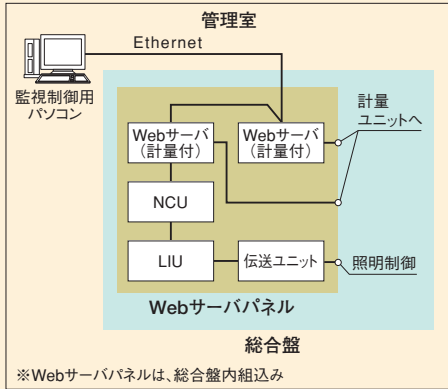 管理室
Ethernet
監視制御用
パソコン
Webサーバ
(計量付)
Webサーバ
(計量付)
計量
ユニットへ
NCU
LIU
伝送ユニット
照明制御
Webサーバパネル
総合盤
※Webサーバパネルは、総合盤内組込み